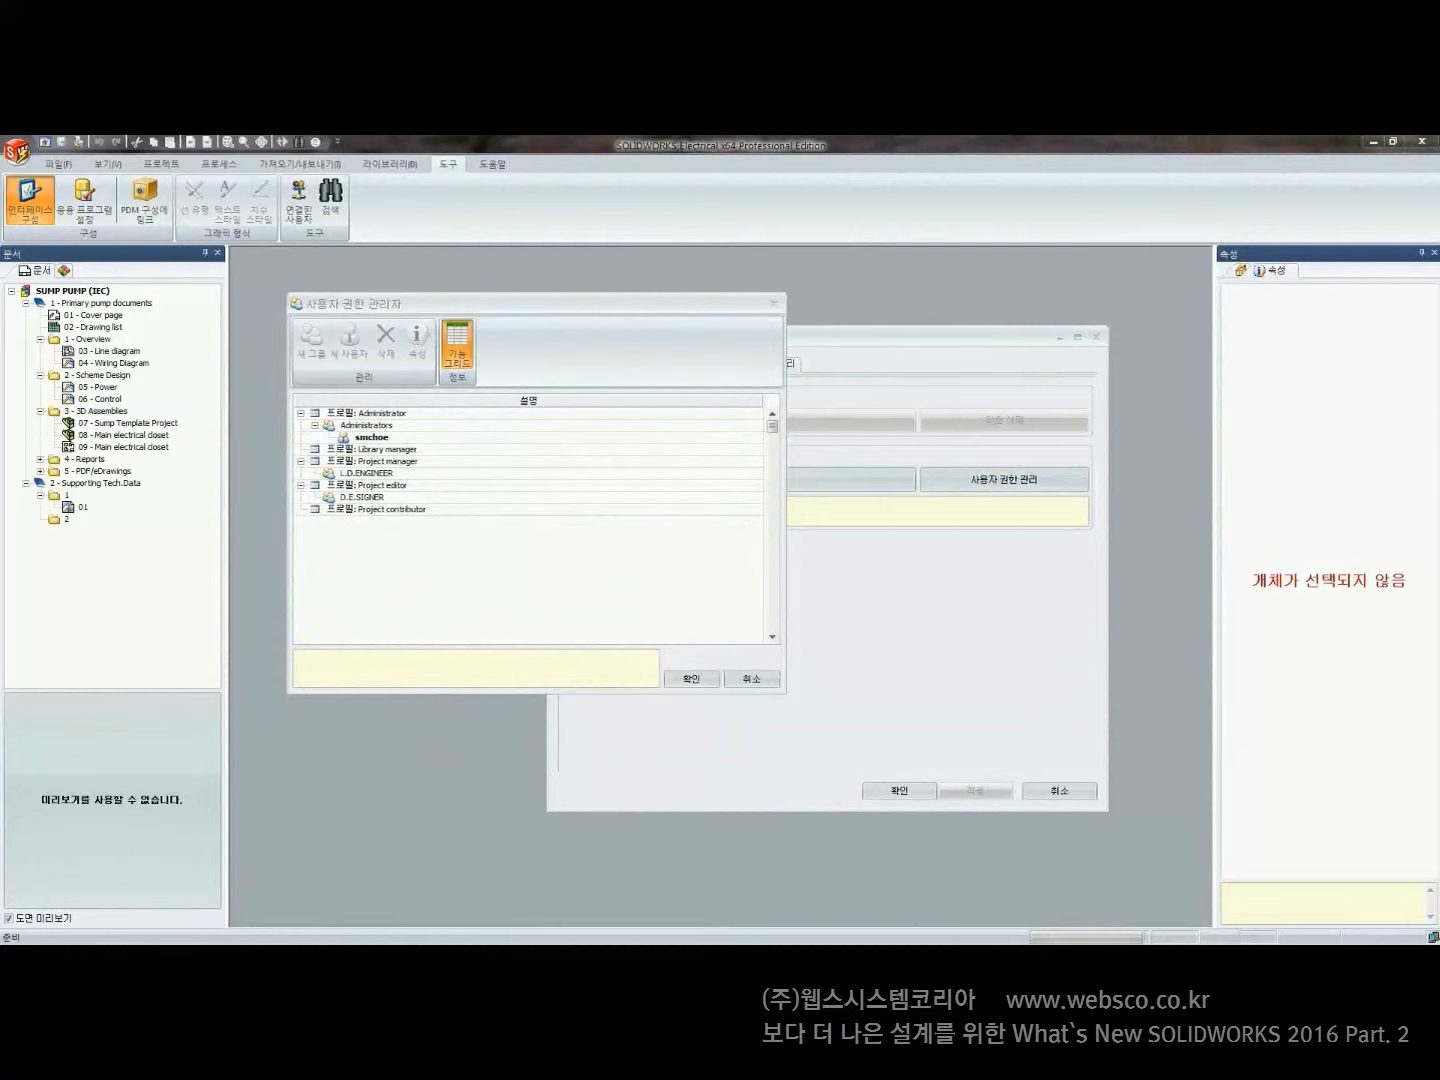 SOLIDWORKS Electrical x64 Professional Edition
파일(F) 보기(V) 프로젝트 프로세스 가져오기/내보내기(I) 라이브러리(B) 도구 도움말
인터페이스 구성
응용 프로그램 설정
PDM 구성에 링크
선 유형
텍스트 스타일
치수 스타일
연결된 사용자
검색
구성
그래픽 형식
도구
문서
문서
SUMP PUMP (IEC)
1 - Primary pump documents
01 - Cover page
02 - Drawing list
1 - Overview
03 - Line diagram
04 - Wiring Diagram
2 - Scheme Design
05 - Power
06 - Control
3 - 3D Assemblies
07 - Sump Template Project
08 - Main electrical closet
09 - Main electrical closet
4 - Reports
5 - PDF/eDrawings
2 - Supporting Tech.Data
1
01
2
미리보기를 사용할 수 없습니다.
도면 미리보기
준비
사용자 권한 관리자
새 그룹 새 사용자 삭제 속성
기능 그리드
관리
정보
설명
프로필: Administrator
Administrators
smchoe
프로필: Library manager
프로필: Project manager
L.D.ENGINEER
프로필: Project editor
D.E.SIGNER
프로필: Project contributor
확인 취소
리
사용자 권한 관리
확인 적용 취소
속성
속성
개체가 선택되지 않음
(주)웹스시스템코리아 www.websco.co.kr
보다 더 나은 설계를 위한 What`s New SOLIDWORKS 2016 Part. 2